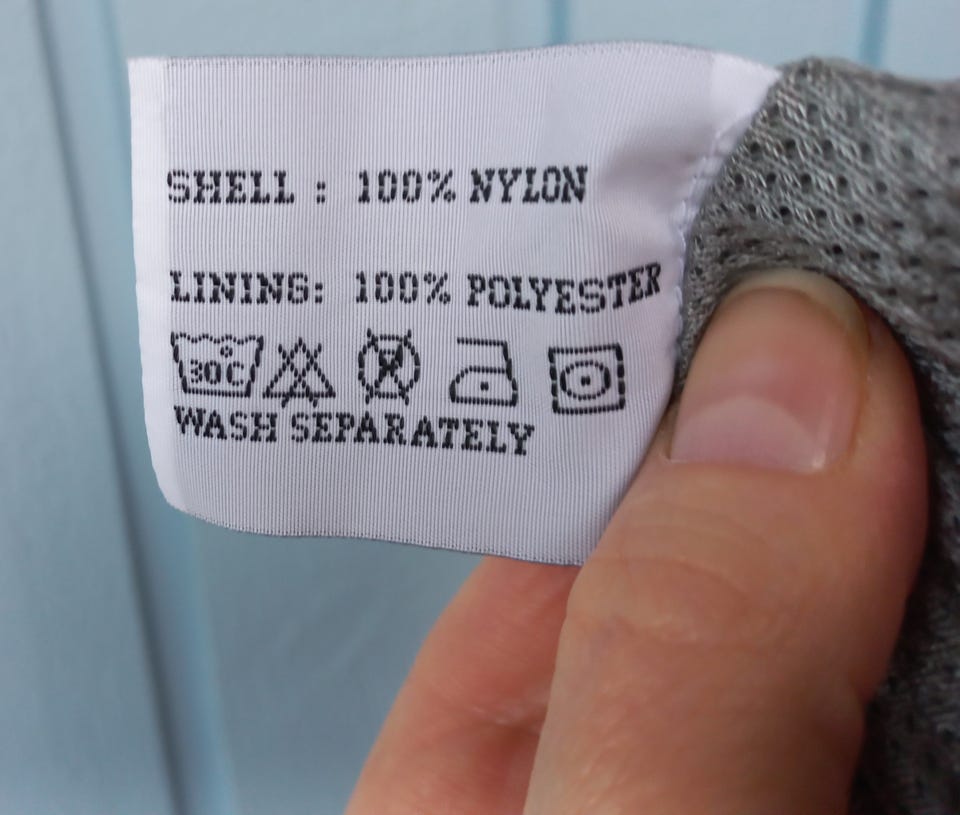 SHELL : 100% NYLON
LINING: 100% POLYESTER
30C
WASH SEPARATELY